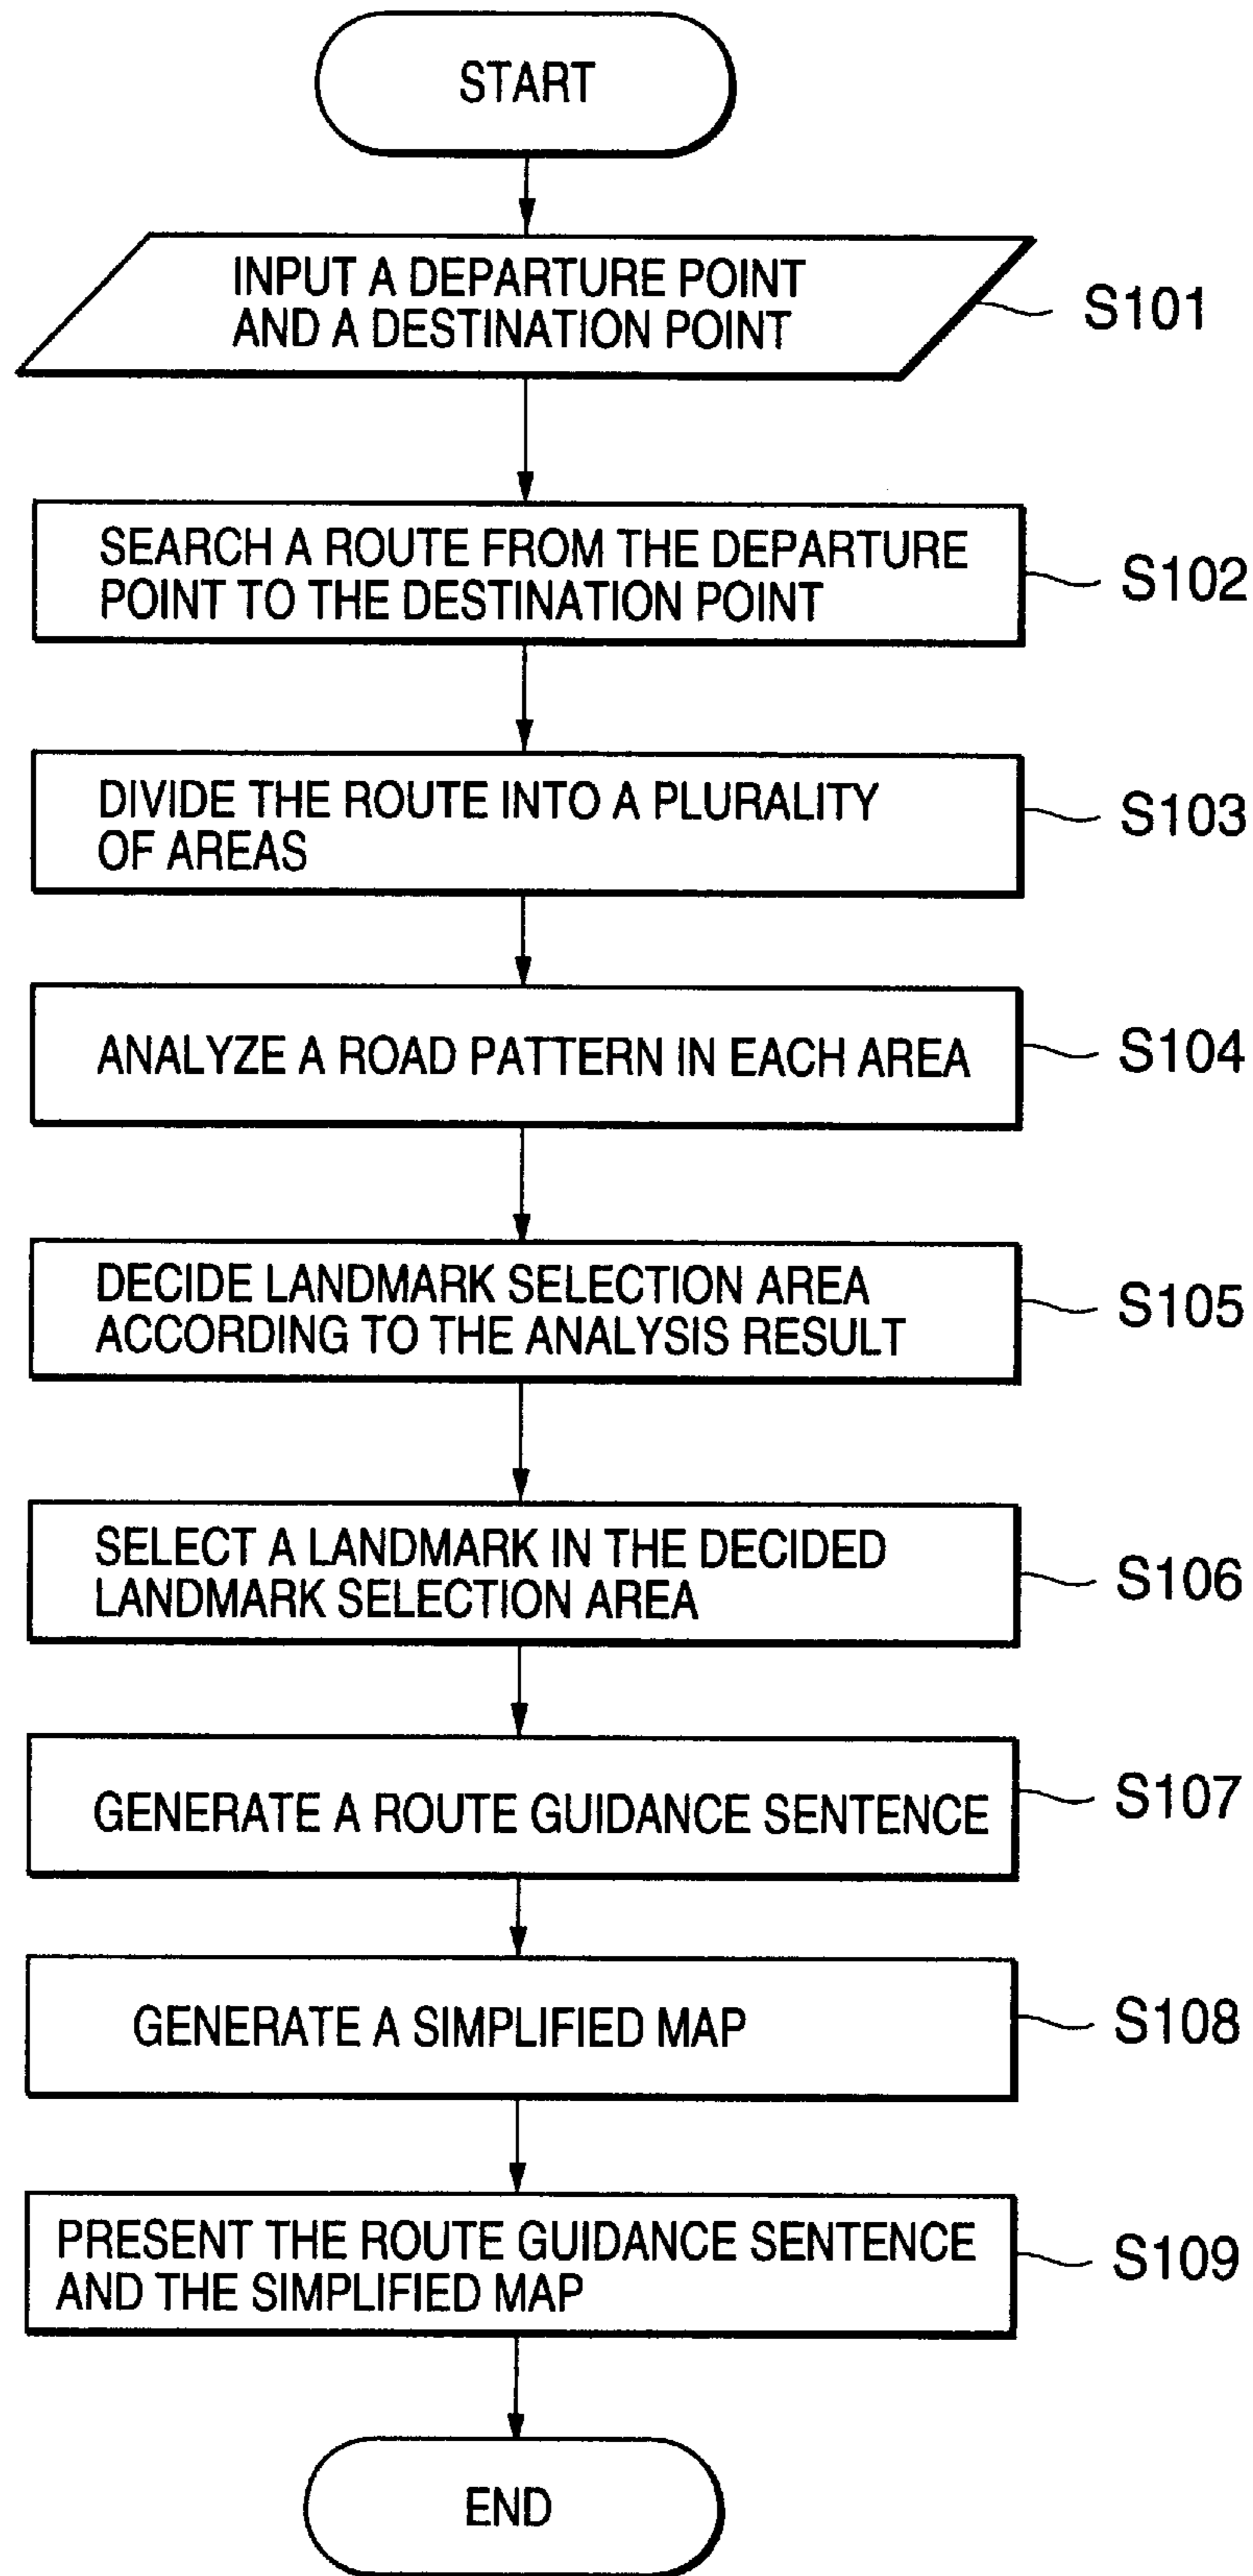 START
INPUT A DEPARTURE POINT
AND A DESTINATION POINT
S101
SEARCH A ROUTE FROM THE DEPARTURE
POINT TO THE DESTINATION POINT
S102
DIVIDE THE ROUTE INTO A PLURALITY
OF AREAS
S103
ANALYZE A ROAD PATTERN IN EACH AREA
S104
DECIDE LANDMARK SELECTION AREA
ACCORDING TO THE ANALYSIS RESULT
S105
SELECT A LANDMARK IN THE DECIDED
LANDMARK SELECTION AREA
S106
GENERATE A ROUTE GUIDANCE SENTENCE
S107
GENERATE A SIMPLIFIED MAP
S108
PRESENT THE ROUTE GUIDANCE SENTENCE
AND THE SIMPLIFIED MAP
S109
END